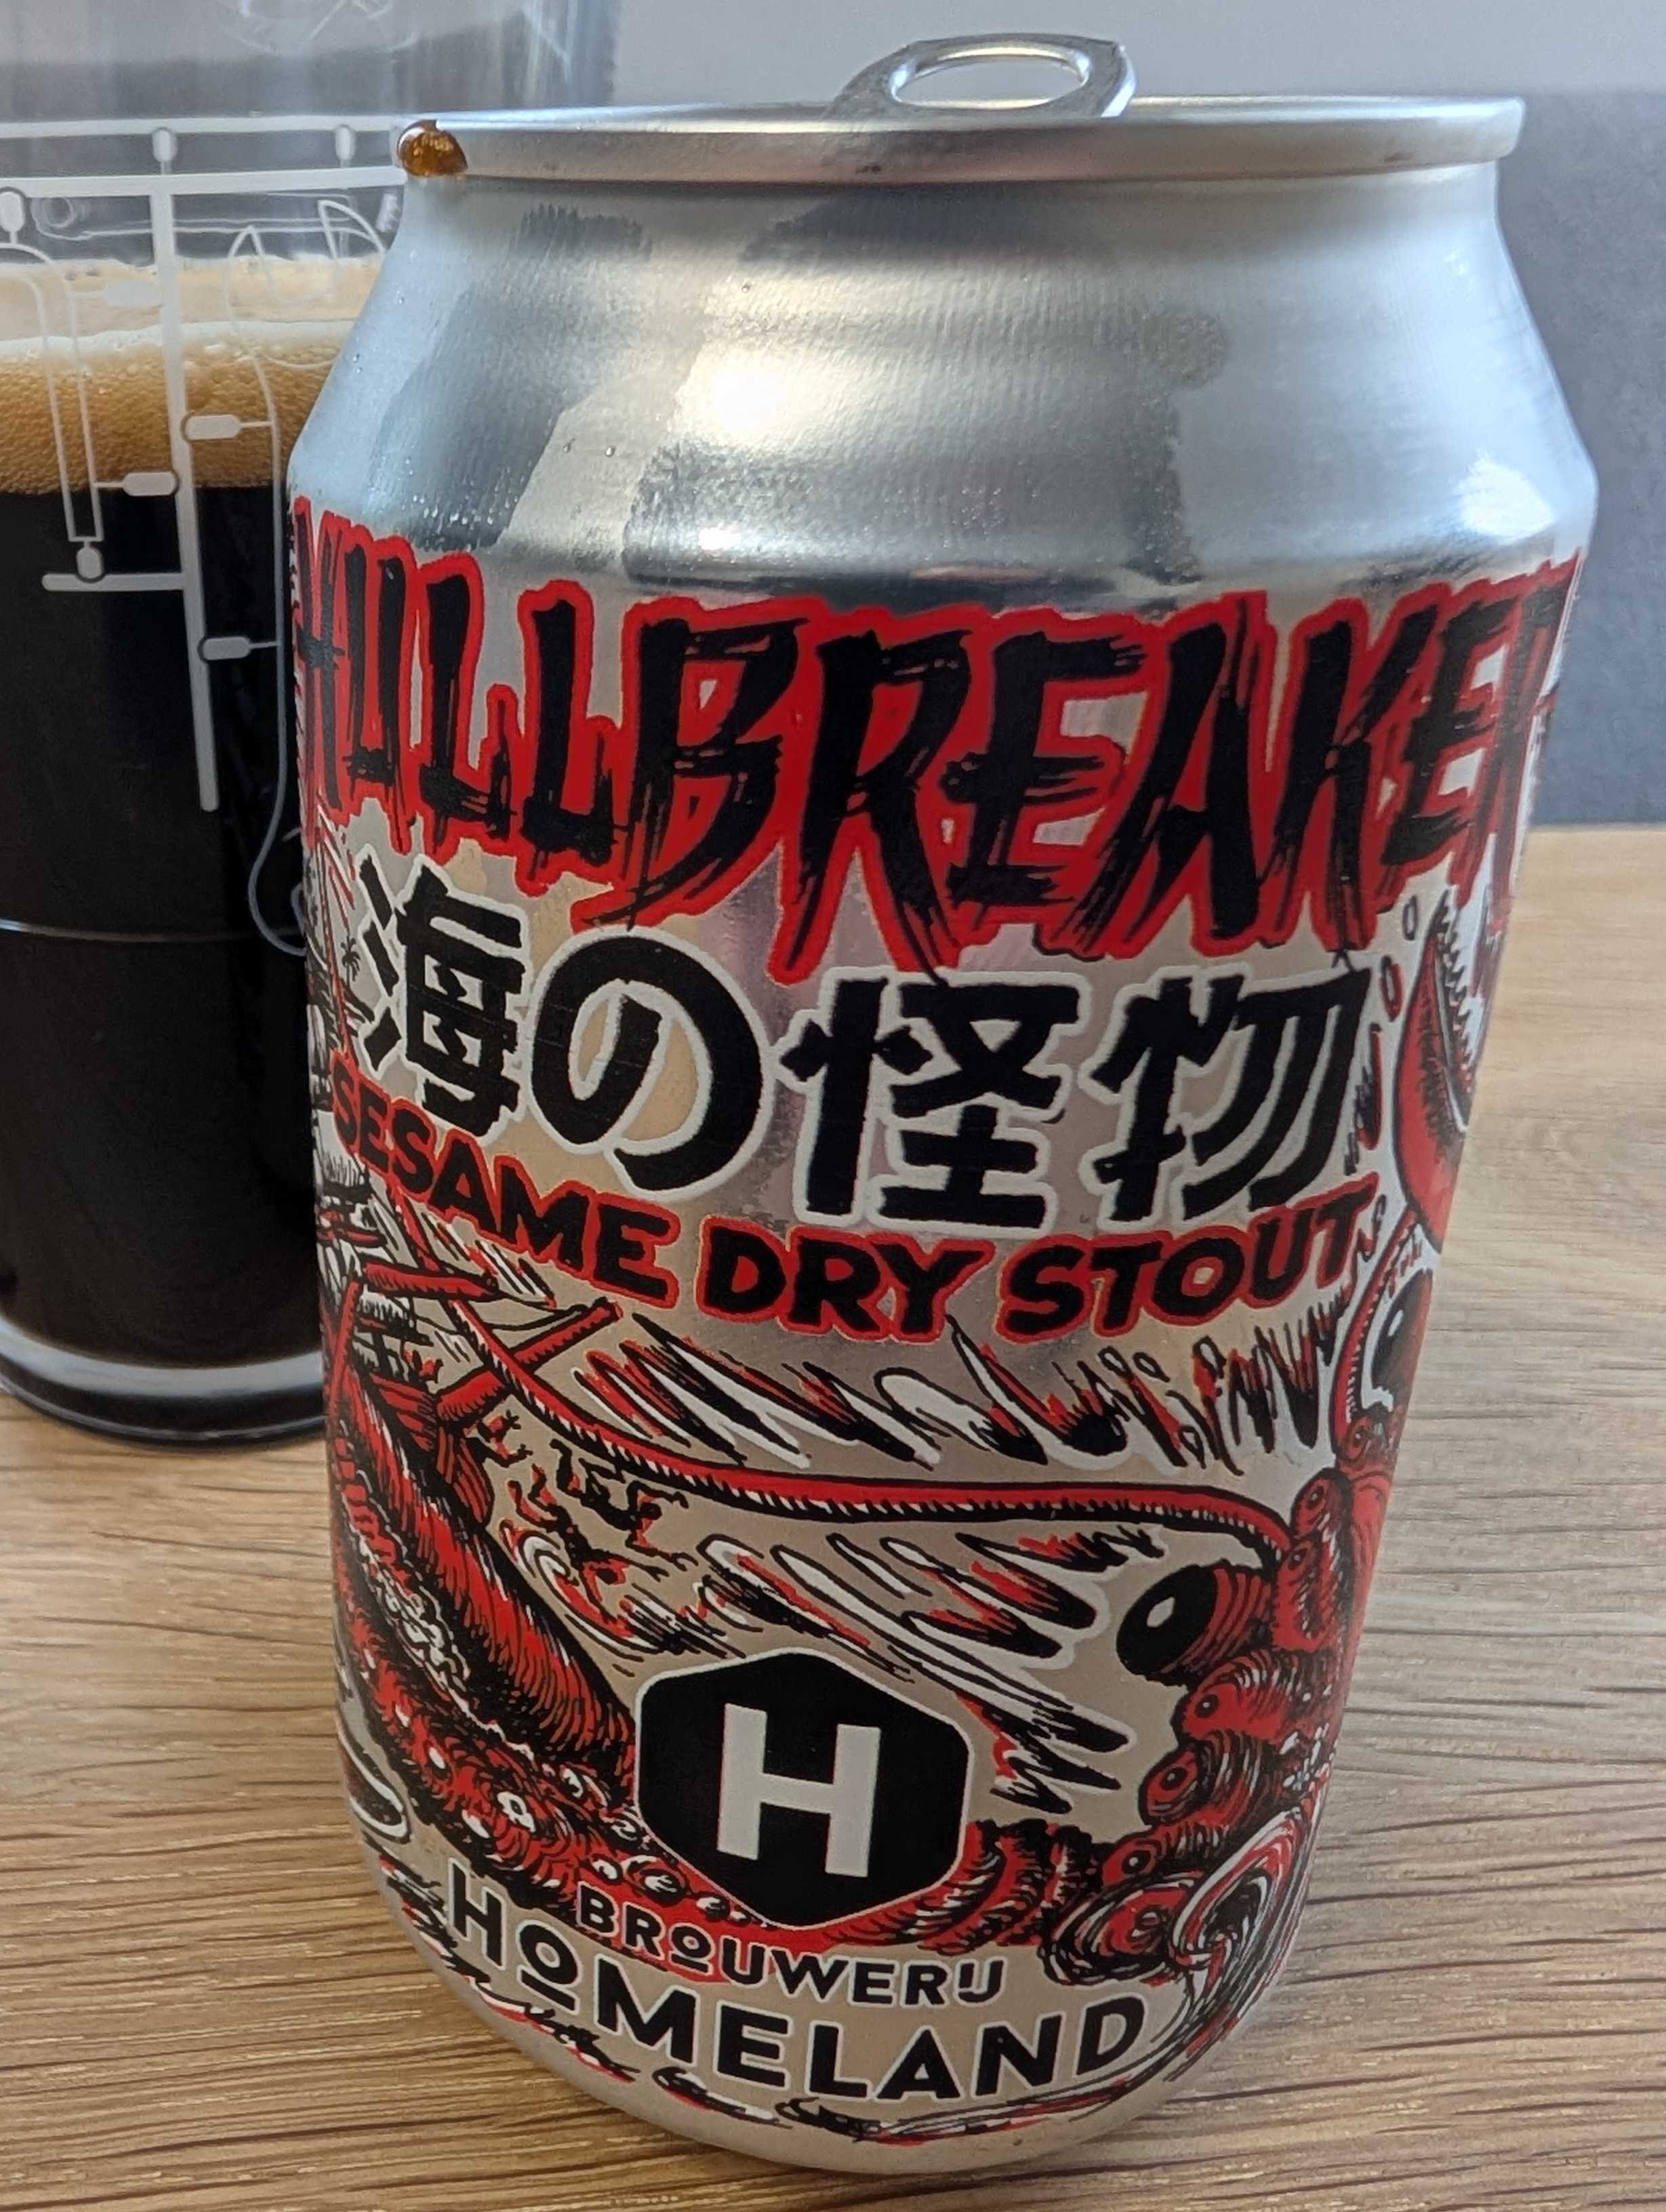 HULLBREAKER
海の怪物
SESAME DRY STOUT
H
BROUWERIJ
HOMELAND